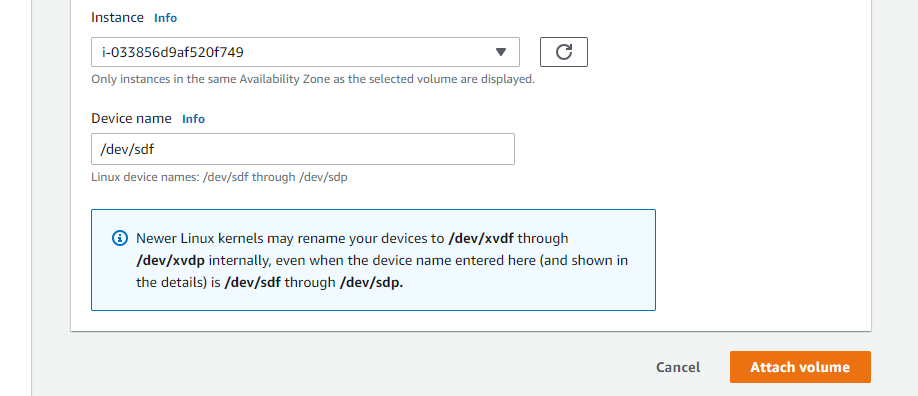 Instance Info
i-033856d9af520f749
Only instances in the same Availability Zone as the selected volume are displayed.
Device name Info
/dev/sdf
Linux device names: /dev/sdf through /dev/sdp
Newer Linux kernels may rename your devices to /dev/xvdf through
/dev/xvdp internally, even when the device name entered here (and shown in
the details) is /dev/sdf through /dev/sdp.
Cancel Attach volume